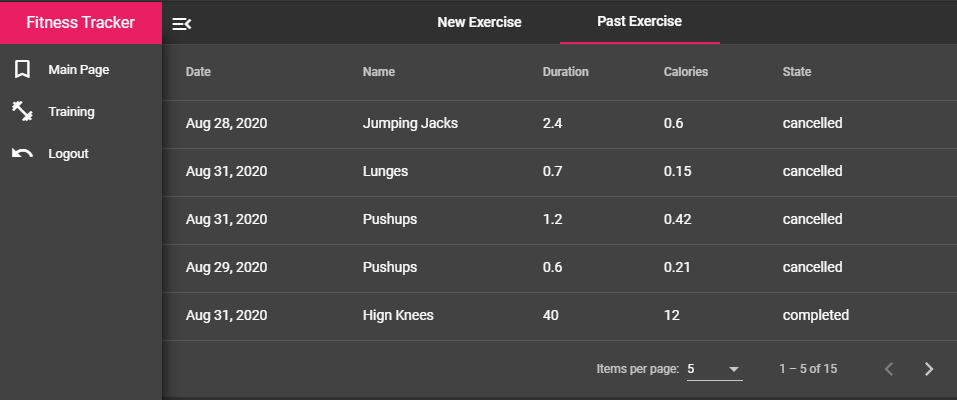 Fitness Tracker
New Exercise Past Exercise
Main Page
Training
Logout
Date Name Duration Calories State
Aug 28, 2020 Jumping Jacks 2.4 0.6 cancelled
Aug 31, 2020 Lunges 0.7 0.15 cancelled
Aug 31, 2020 Pushups 1.2 0.42 cancelled
Aug 29, 2020 Pushups 0.6 0.21 cancelled
Aug 31, 2020 Hign Knees 40 12 completed
Items per page: 5 1 – 5 of 15